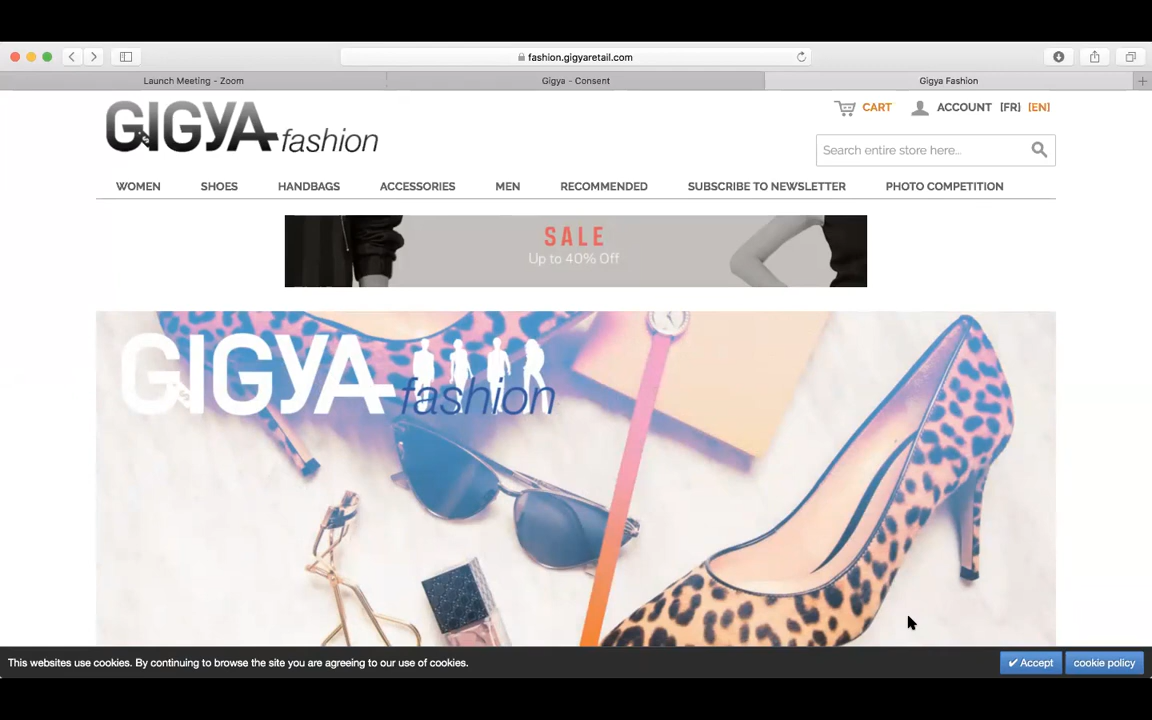 fashion.gigyaretail.com
Launch Meeting - Zoom
Gigya - Consent
Gigya Fashion
GIGYA fashion
CART
ACCOUNT
[FR]
[EN]
Search entire store here...
WOMEN
SHOES
HANDBAGS
ACCESSORIES
MEN
RECOMMENDED
SUBSCRIBE TO NEWSLETTER
PHOTO COMPETITION
SALE
Up to 40% Off
GIGYA fashion
This websites use cookies. By continuing to browse the site you are agreeing to our use of cookies.
✔ Accept
cookie policy